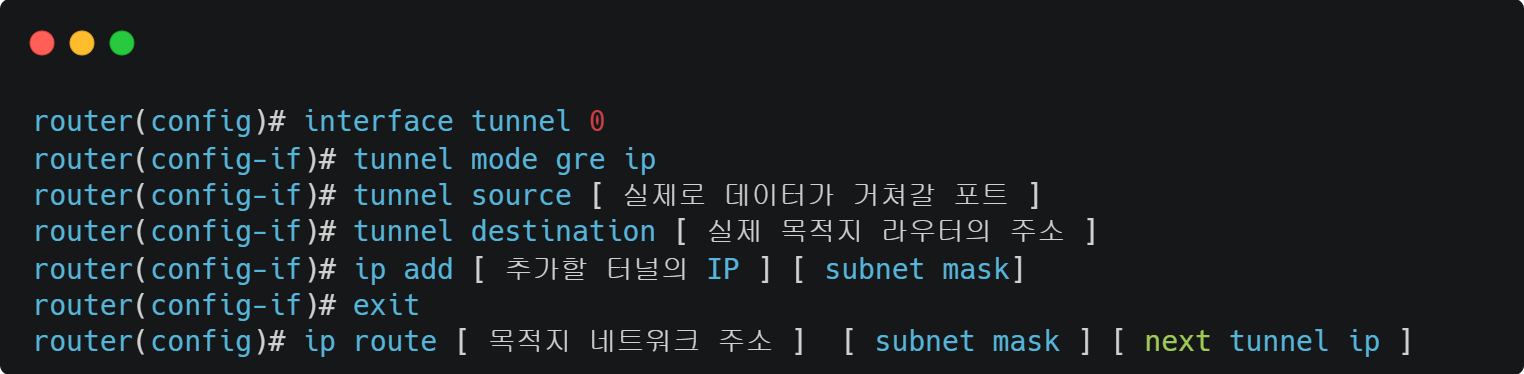 router(config)# interface tunnel 0
router(config-if)# tunnel mode gre ip
router(config-if)# tunnel source [ 실제로 데이터가 거쳐갈 포트 ]
router(config-if)# tunnel destination [ 실제 목적지 라우터의 주소 ]
router(config-if)# ip add [ 추가할 터널의 IP ] [ subnet mask]
router(config-if)# exit
router(config)# ip route [ 목적지 네트워크 주소 ]  [ subnet mask ] [ next tunnel ip ]